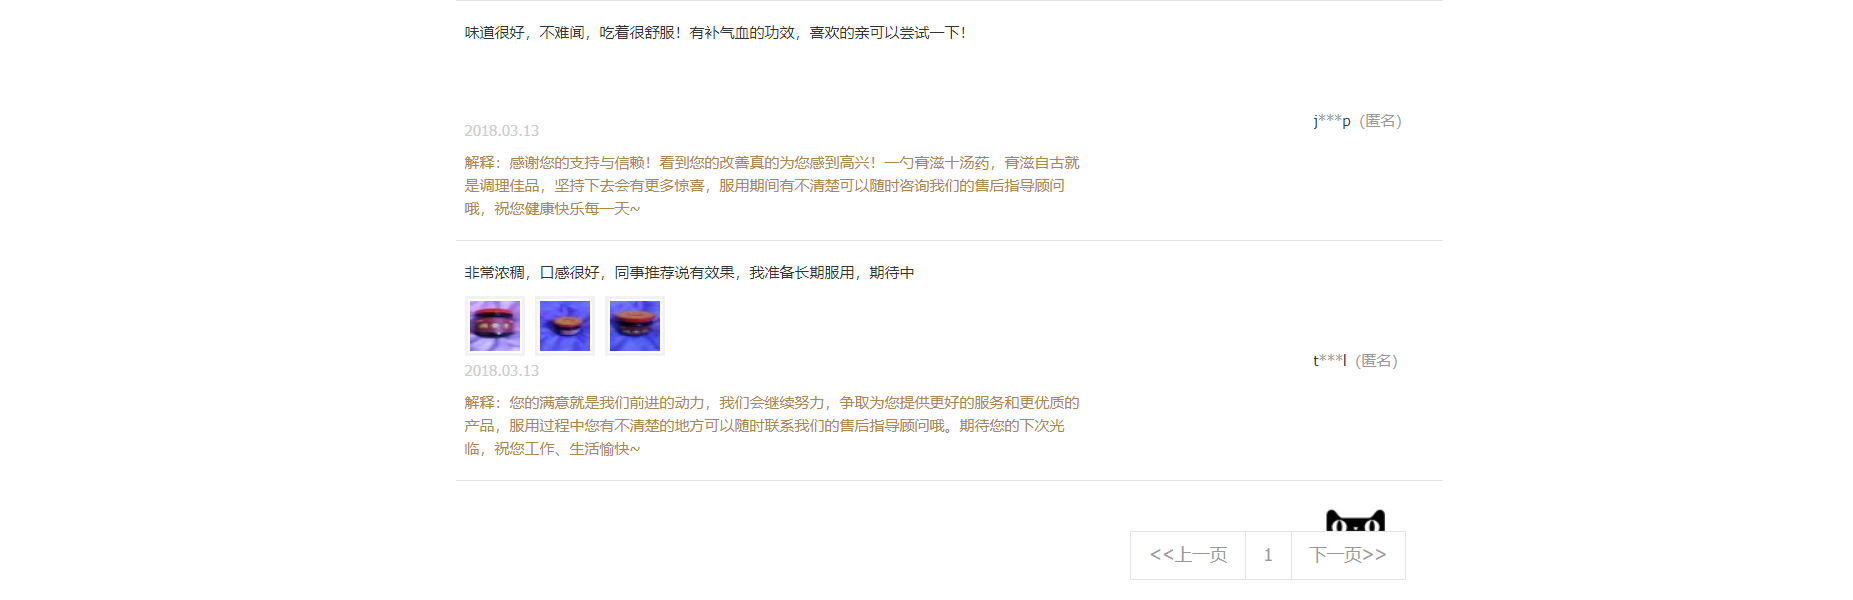 味道很好，不难闻，吃着很舒服！有补气血的功效，喜欢的亲可以尝试一下！
j***p（匿名）
2018.03.13
解释：感谢您的支持与信赖！看到您的改善真的为您感到高兴！一勺膏滋十汤药，膏滋自古就
是调理佳品，坚持下去会有更多惊喜，服用期间有不清楚可以随时咨询我们的售后指导顾问
哦，祝您健康快乐每一天~
非常浓稠，口感很好，同事推荐说有效果，我准备长期服用，期待中
t***l（匿名）
2018.03.13
解释：您的满意就是我们前进的动力，我们会继续努力，争取为您提供更好的服务和更优质的
产品，服用过程中您有不清楚的地方可以随时联系我们的售后指导顾问哦。期待您的下次光
临，祝您工作、生活愉快~
<<上一页 1 下一页>>